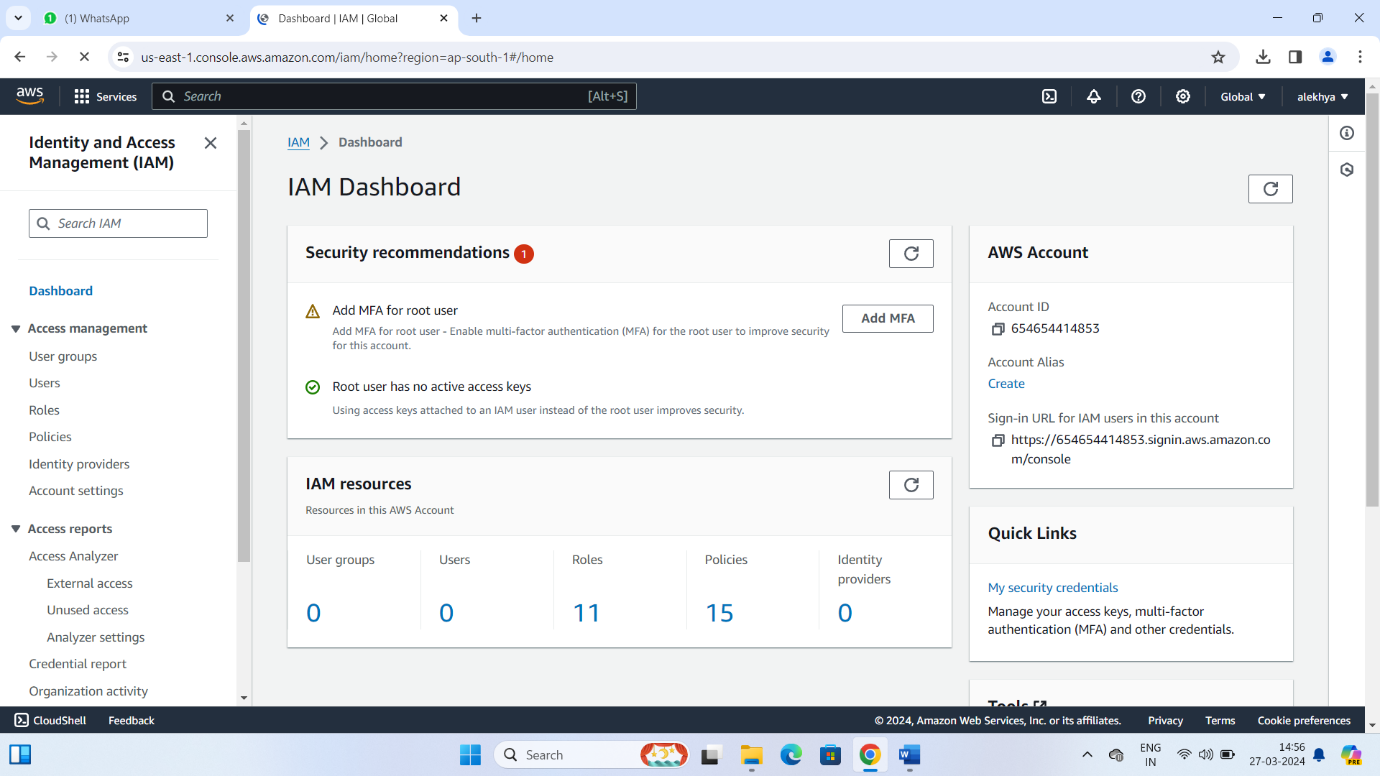 (1) WhatsApp
Dashboard | IAM | Global
us-east-1.console.aws.amazon.com/iam/home?region=ap-south-1#/home
aws
Services
Search
[Alt+S]
Global
alekhya
Identity and Access
Management (IAM)
Search IAM
Dashboard
Access management
User groups
Users
Roles
Policies
Identity providers
Account settings
Access reports
Access Analyzer
External access
Unused access
Analyzer settings
Credential report
Organization activity
IAM > Dashboard
IAM Dashboard
Security recommendations 1
Add MFA for root user
Add MFA for root user - Enable multi-factor authentication (MFA) for the root user to improve security
for this account.
Add MFA
Root user has no active access keys
Using access keys attached to an IAM user instead of the root user improves security.
IAM resources
Resources in this AWS Account
User groups
0
Users
0
Roles
11
Policies
15
Identity
providers
0
AWS Account
Account ID
654654414853
Account Alias
Create
Sign-in URL for IAM users in this account
https://654654414853.signin.aws.amazon.co
m/console
Quick Links
My security credentials
Manage your access keys, multi-factor
authentication (MFA) and other credentials.
Tools
CloudShell
Feedback
© 2024, Amazon Web Services, Inc. or its affiliates.
Privacy
Terms
Cookie preferences
Search
ENG
IN
14:56
27-03-2024
PRE